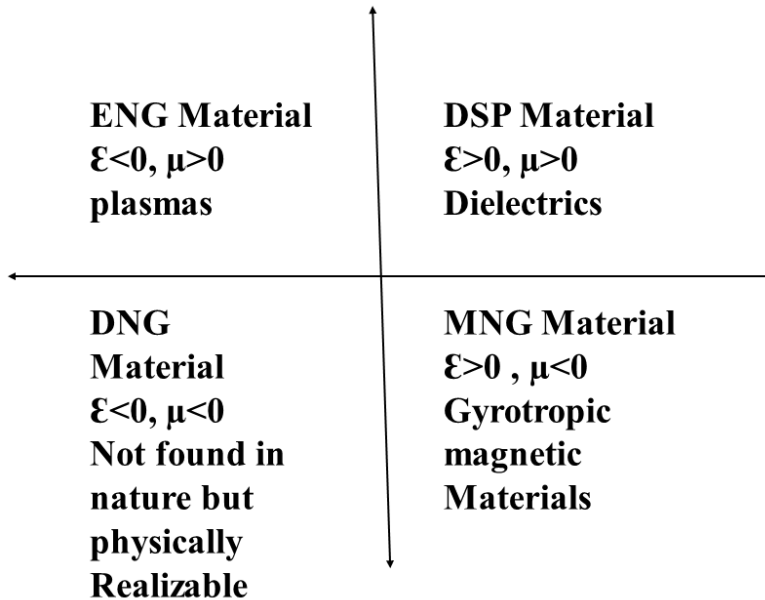 ENG Material
Ɛ<0, μ>0
plasmas
DSP Material
Ɛ>0, μ>0
Dielectrics
DNG
Material
Ɛ<0, μ<0
Not found in
nature but
physically
Realizable
MNG Material
Ɛ>0 , μ<0
Gyrotropic
magnetic
Materials